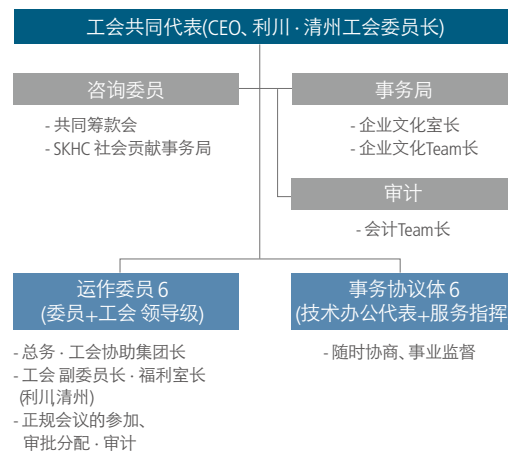 工会共同代表(CEO、利川 · 清州工会委员长)
咨询委员
- 共同筹款会
- SKHC 社会贡献事务局
事务局
- 企业文化室长
- 企业文化Team长
审计
- 会计Team长
运作委员 6
(委员+工会 领导级)
- 总务 · 工会协助集团长
- 工会 副委员长 · 福利室长
(利川,清州)
- 正规会议的参加、
审批分配 · 审计
事务协议体 6
(技术办公代表+服务指挥
- 随时协商、事业监督